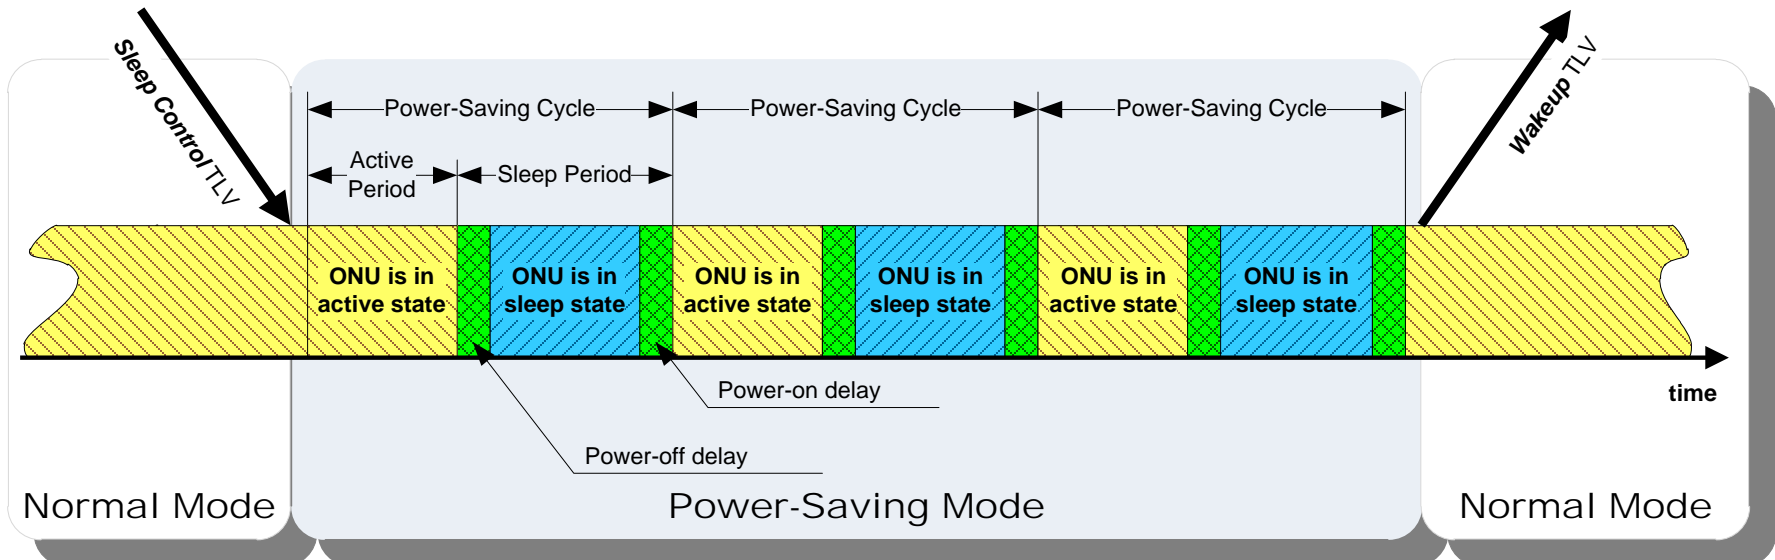 Sleep Control TLV
Wakeup TLV
Power-Saving Cycle
Power-Saving Cycle
Power-Saving Cycle
Active
Period
Sleep Period
ONU is in
active state
ONU is in
sleep state
ONU is in
active state
ONU is in
sleep state
ONU is in
active state
ONU is in
sleep state
Power-on delay
time
Power-off delay
Normal Mode
Power-Saving Mode
Normal Mode